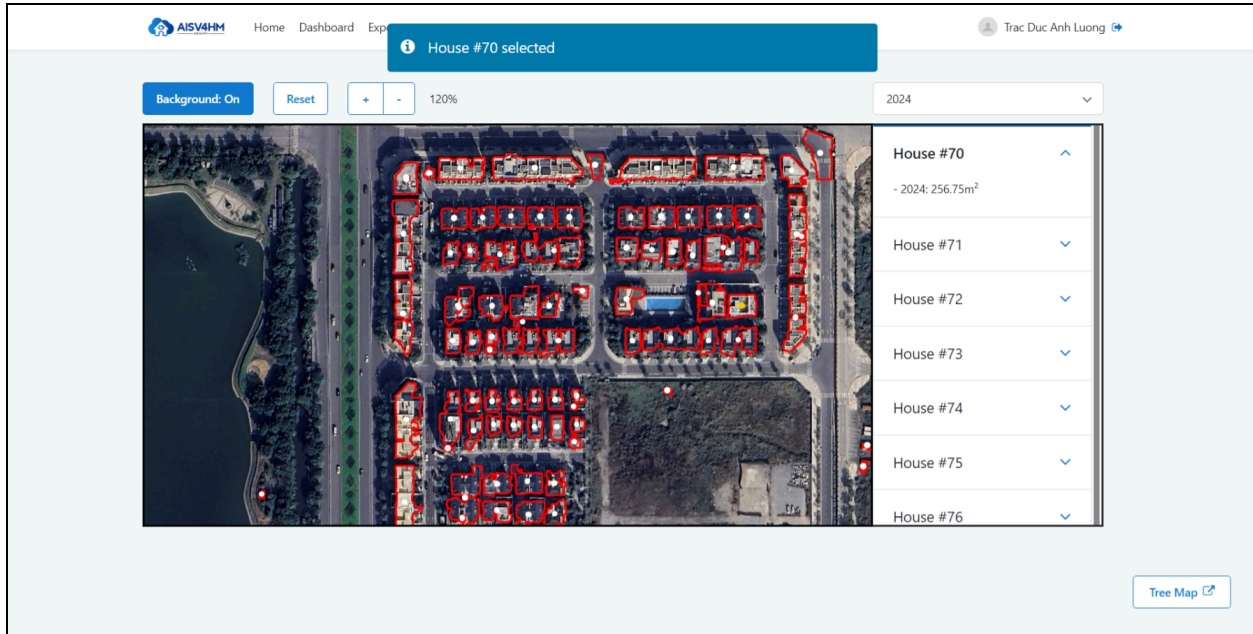 AISV4HM
Home Dashboard Exp
House #70 selected
Trac Duc Anh Luong
Background: On
Reset
+
-
120%
2024
House #70
- 2024: 256.75m²
House #71
House #72
House #73
House #74
House #75
House #76
Tree Map